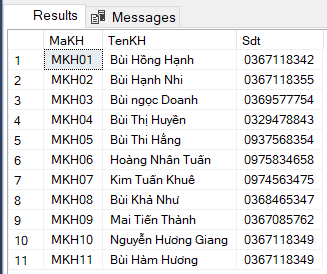 Results Messages
MaKH TenKH Sdt
1 MKH01 Bùi Hồng Hạnh 0367118342
2 MKH02 Bùi Hạnh Nhi 0367118355
3 MKH03 Bùi ngọc Doanh 0369577754
4 MKH04 Bùi Thị Huyền 0329478843
5 MKH05 Bùi Thi Hằng 0937568354
6 MKH06 Hoàng Nhân Tuấn 0975834658
7 MKH07 Kim Tuấn Khuê 0974563475
8 MKH08 Bùi Khả Như 0368465347
9 MKH09 Mai Tiến Thành 0367085762
10 MKH10 Nguyễn Hương Giang 0367118349
11 MKH11 Bùi Hàm Hương 0367118349